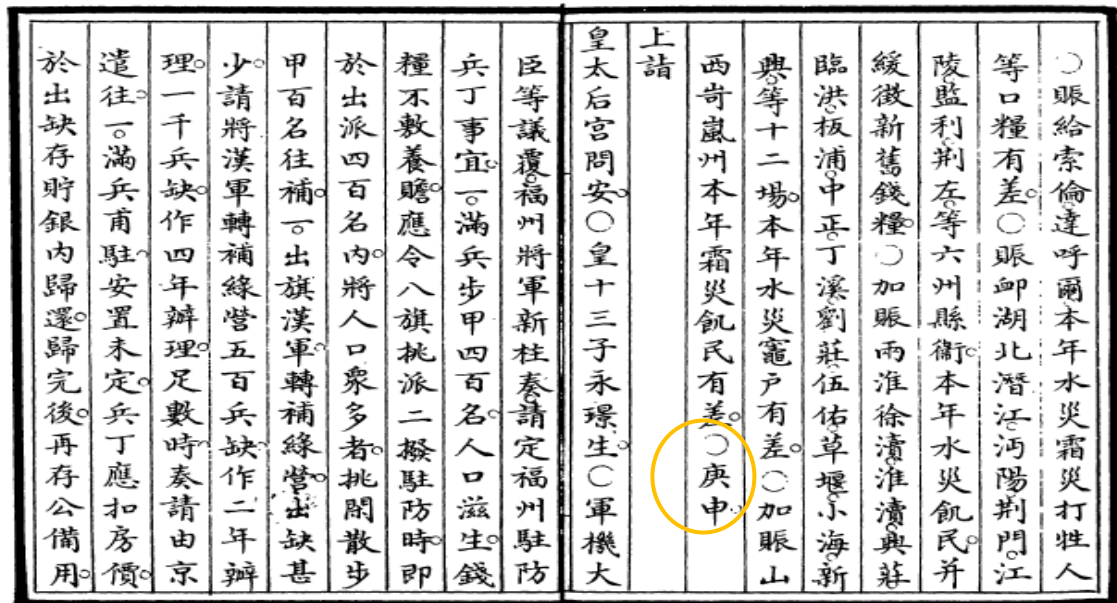 ○賑給索倫。達呼爾。本年水災霜災打牲人
等口糧有差。○賑卹湖北潛江。沔陽。荆門。江
陵。監利。荆左。等六州縣衞。本年水災飢民。并
緩徵新舊錢糧。○加賑兩淮徐瀆。淮瀆。興莊。
臨洪。板浦。中正。丁溪。劉莊。伍佑。草堰。小海。新
興。等十二場。本年水災竈戶有差。○加賑山
西岢嵐州本年霜災飢民有差。○庚申。
上詣
皇太后宮問安。○皇十三子永璟生。○軍機大
臣等議覆。福州將軍新柱奏請定福州駐防
兵丁事宜。一。滿兵步甲四百名。人口滋生。錢
糧不敷養贍。應令八旗挑派二撥駐防時。即
於出派四百名內。將人口衆多者。挑閑散步
甲百名往補。一。出旗漢軍。轉補綠營。出缺甚
少。請將漢軍轉補綠營五百兵缺。作二年辦
理。一千兵缺。作四年辦理。足數時。奏請由京
遣往。一。滿兵甫駐。安置未定。兵丁應扣房價。
於出缺存貯銀內歸還。歸完後。再存公備用。